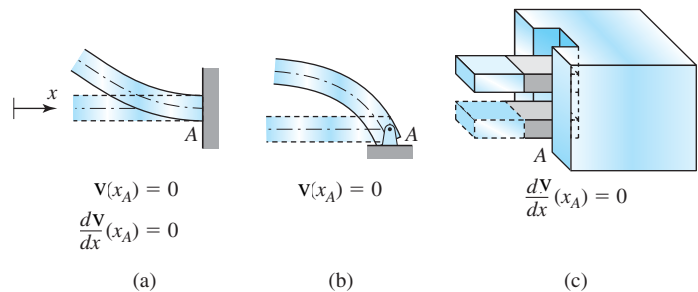 x
A
A
A
v(x_A) = 0
dv/dx (x_A) = 0
v(x_A) = 0
dv/dx (x_A) = 0
(a)
(b)
(c)